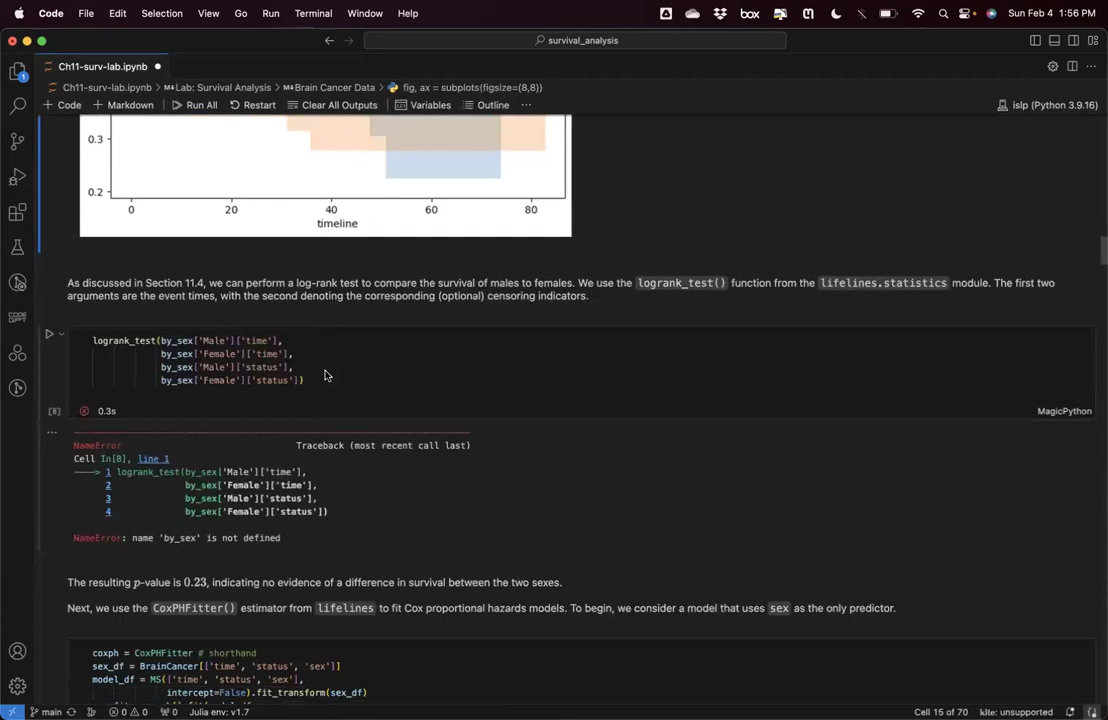 Code File Edit Selection View Go Run Terminal Window Help box Sun Feb 4 1:56 PM
survival_analysis
Ch11-surv-lab.ipynb
Ch11-surv-lab.ipynb > Lab: Survival Analysis > Brain Cancer Data > fig, ax = subplots(figsize=(8,8))
+ Code + Markdown Run All Restart Clear All Outputs Variables Outline ... islp (Python 3.9.16)
1
0.3
0.2
0 20 40 60 80
timeline
As discussed in Section 11.4, we can perform a log-rank test to compare the survival of males to females. We use the logrank_test() function from the lifelines.statistics module. The first two
arguments are the event times, with the second denoting the corresponding (optional) censoring indicators.
logrank_test(by_sex['Male']['time'],
by_sex['Female']['time'],
by_sex['Male']['status'],
by_sex['Female']['status'])
[8] 0.3s MagicPython
...
NameError Traceback (most recent call last)
Cell In[8], line 1
----> 1 logrank_test(by_sex['Male']['time'],
2 by_sex['Female']['time'],
3 by_sex['Male']['status'],
4 by_sex['Female']['status'])
NameError: name 'by_sex' is not defined
The resulting p-value is 0.23, indicating no evidence of a difference in survival between the two sexes.
Next, we use the CoxPHFitter() estimator from lifelines to fit Cox proportional hazards models. To begin, we consider a model that uses sex as the only predictor.
coxph = CoxPHFitter # shorthand
sex_df = BrainCancer[['time', 'status', 'sex']]
model_df = MS(['time', 'status', 'sex'],
intercept=False).fit_transform(sex_df)
main 0 0 0 Julia env: v1.7 Cell 15 of 70 kite: unsupported